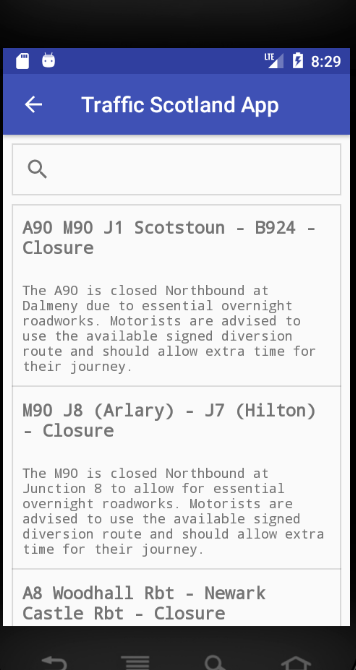 LTE 8:29
Traffic Scotland App
A90 M90 J1 Scotstoun - B924 -
Closure
The A90 is closed Northbound at
Dalmeny due to essential overnight
roadworks. Motorists are advised to
use the available signed diversion
route and should allow extra time for
their journey.
M90 J8 (Arlary) - J7 (Hilton)
- Closure
The M90 is closed Northbound at
Junction 8 to allow for essential
overnight roadworks. Motorists are
advised to use the available signed
diversion route and should allow extra
time for their journey.
A8 Woodhall Rbt - Newark
Castle Rbt - Closure